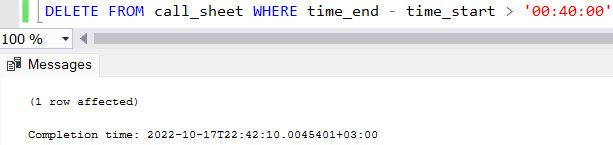 DELETE FROM call_sheet WHERE time_end - time_start > '00:40:00'
100 %
Messages
(1 row affected)
Completion time: 2022-10-17T22:42:10.0045401+03:00